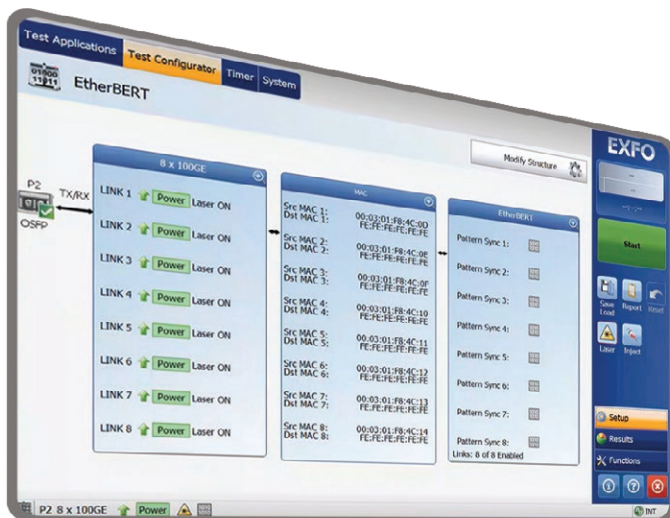 Test Applications
Test Configurator
Timer
System
01000
11011
EtherBERT
Modify Structure
EXFO
P2
TX/RX
OSFP
8 x 100GE
LINK 1 Power Laser ON
LINK 2 Power Laser ON
LINK 3 Power Laser ON
LINK 4 Power Laser ON
LINK 5 Power Laser ON
LINK 6 Power Laser ON
LINK 7 Power Laser ON
LINK 8 Power Laser ON
MAC
Src MAC 1: 00:03:01:F8:4C:0D
Dst MAC 1: FE:FE:FE:FE:FE:FE
Src MAC 2: 00:03:01:F8:4C:0E
Dst MAC 2: FE:FE:FE:FE:FE:FE
Src MAC 3: 00:03:01:F8:4C:0F
Dst MAC 3: FE:FE:FE:FE:FE:FE
Src MAC 4: 00:03:01:F8:4C:10
Dst MAC 4: FE:FE:FE:FE:FE:FE
Src MAC 5: 00:03:01:F8:4C:11
Dst MAC 5: FE:FE:FE:FE:FE:FE
Src MAC 6: 00:03:01:F8:4C:12
Dst MAC 6: FE:FE:FE:FE:FE:FE
Src MAC 7: 00:03:01:F8:4C:13
Dst MAC 7: FE:FE:FE:FE:FE:FE
Src MAC 8: 00:03:01:F8:4C:14
Dst MAC 8: FE:FE:FE:FE:FE:FE
EtherBERT
Pattern Sync 1:
Pattern Sync 2:
Pattern Sync 3:
Pattern Sync 4:
Pattern Sync 5:
Pattern Sync 6:
Pattern Sync 7:
Pattern Sync 8:
Links: 8 of 8 Enabled
Start
Save Load
Report
Reset
Laser
Inject
Setup
Results
Functions
P2 8 x 100GE Power
INT